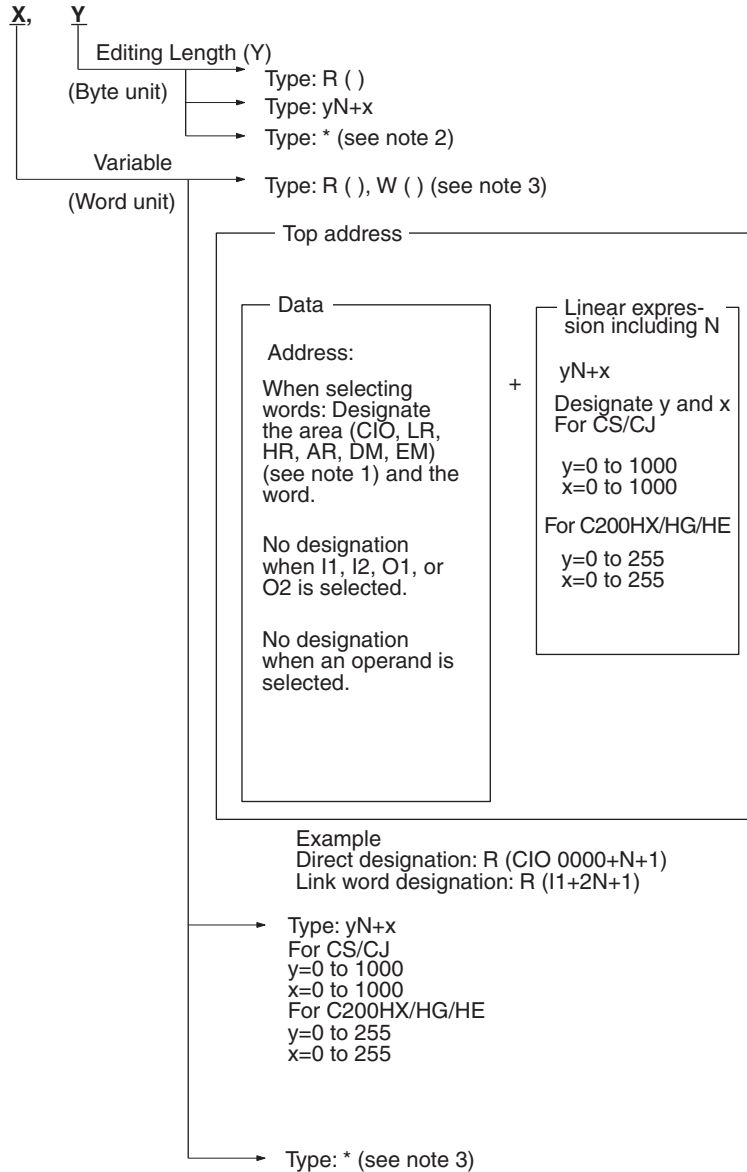 X, Y
Editing Length (Y)
(Byte unit)
Type: R ( )
Type: yN+x
Type: * (see note 2)
Variable
(Word unit)
Type: R ( ), W ( ) (see note 3)
Top address
Data
Address:
When selecting
words: Designate
the area (CIO, LR,
HR, AR, DM, EM)
(see note 1) and the
word.
No designation
when I1, I2, O1, or
O2 is selected.
No designation
when an operand is
selected.
+
Linear expres-
sion including N
yN+x
Designate y and x
For CS/CJ
y=0 to 1000
x=0 to 1000
For C200HX/HG/HE
y=0 to 255
x=0 to 255
Example
Direct designation: R (CIO 0000+N+1)
Link word designation: R (I1+2N+1)
Type: yN+x
For CS/CJ
y=0 to 1000
x=0 to 1000
For C200HX/HG/HE
y=0 to 255
x=0 to 255
Type: * (see note 3)